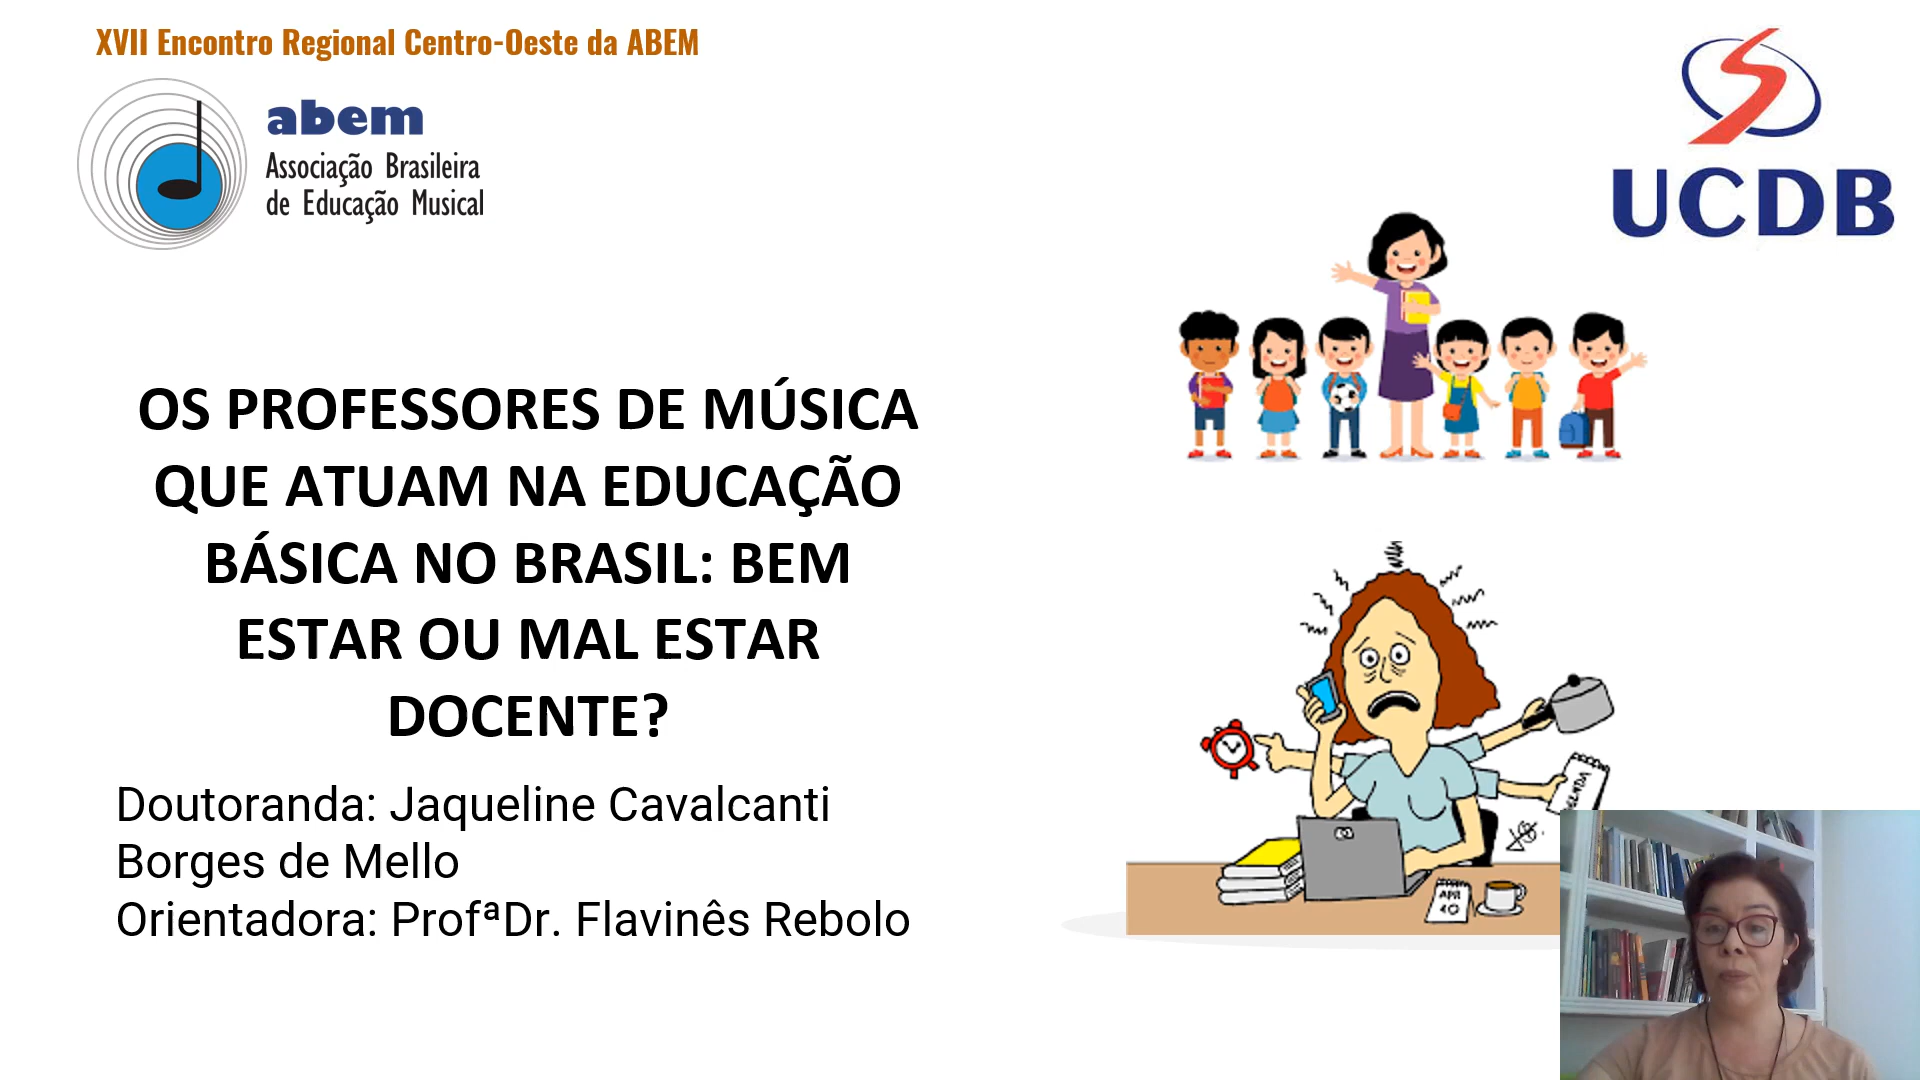 XVII Encontro Regional Centro-Oeste da ABEM
abem
Associação Brasileira
de Educação Musical
UCDB
OS PROFESSORES DE MÚSICA
QUE ATUAM NA EDUCAÇÃO
BÁSICA NO BRASIL: BEM
ESTAR OU MAL ESTAR
DOCENTE?
Doutoranda: Jaqueline Cavalcanti
Borges de Mello
Orientadora: ProfªDr. Flavinês Rebolo